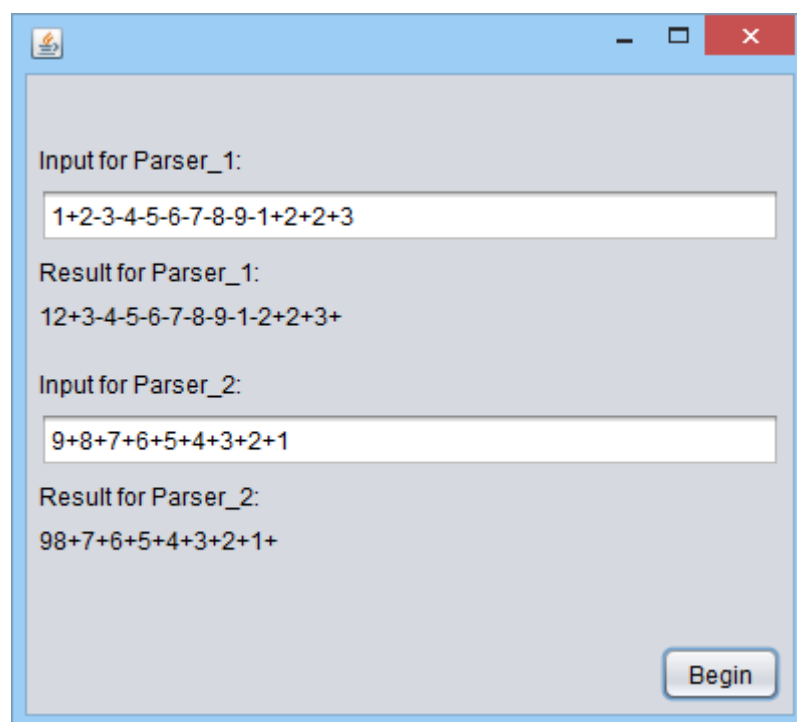 Input for Parser_1:
1+2-3-4-5-6-7-8-9-1+2+2+3
Result for Parser_1:
12+3-4-5-6-7-8-9-1-2+2+3+
Input for Parser_2:
9+8+7+6+5+4+3+2+1
Result for Parser_2:
98+7+6+5+4+3+2+1+
Begin